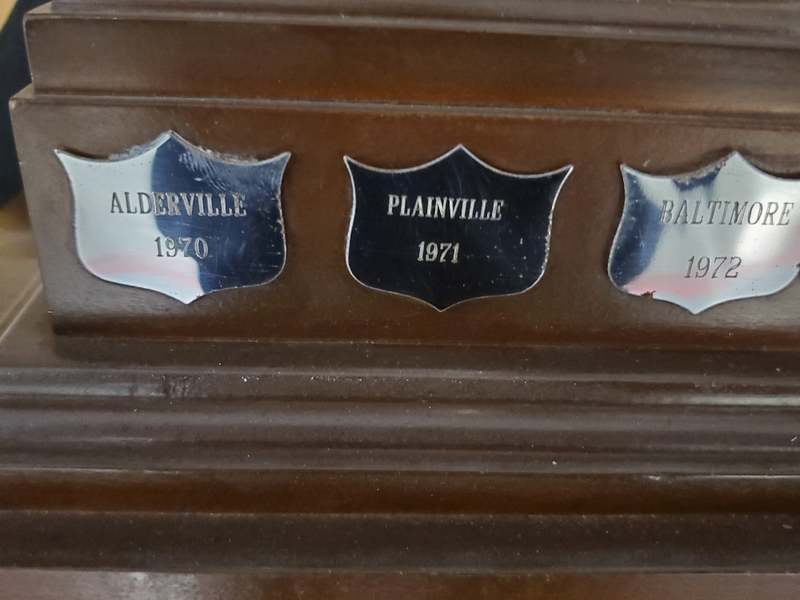 ALDERVILLE
1970
PLAINVILLE
1971
BALTIMORE
1972